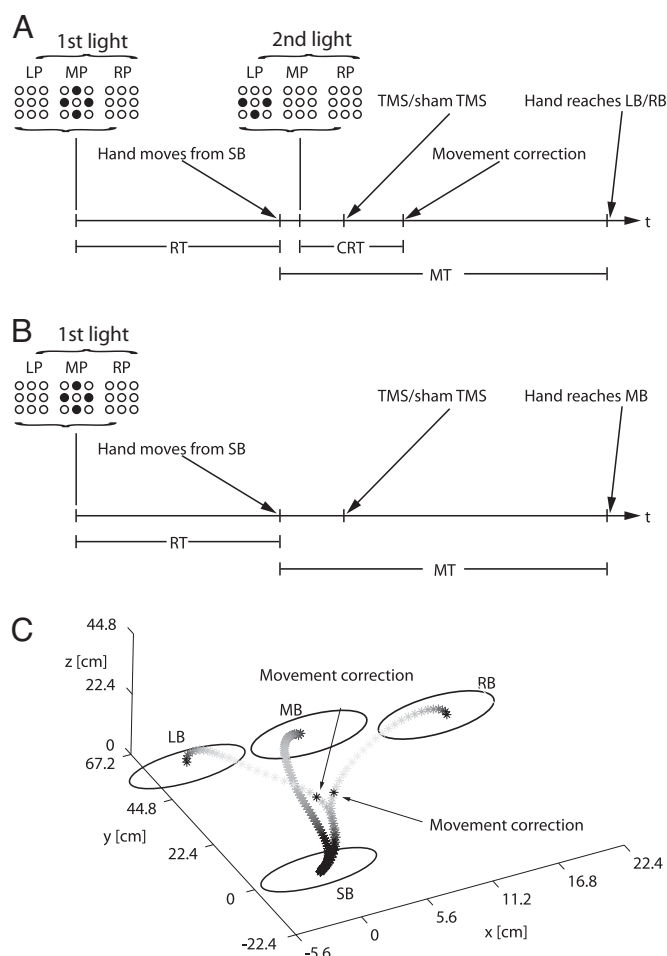 A
1st light
2nd light
LP MP RP
LP MP RP
TMS/sham TMS
Hand reaches LB/RB
Hand moves from SB
Movement correction
t
RT
CRT
MT
B
1st light
LP MP RP
TMS/sham TMS
Hand reaches MB
Hand moves from SB
t
RT
MT
C
44.8
z [cm]
22.4
0
67.2
44.8
y [cm]
22.4
0
-22.4
Movement correction
RB
MB
LB
Movement correction
SB
-5.6
0
5.6
x [cm]
11.2
16.8
22.4